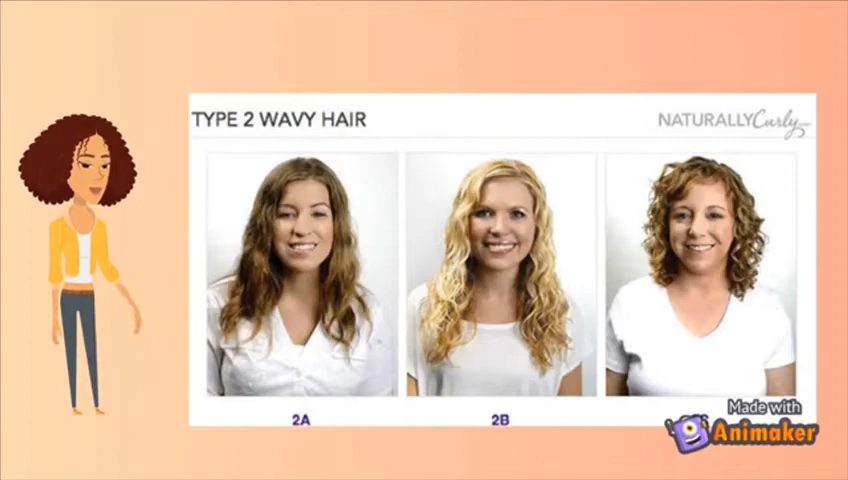 TYPE 2 WAVY HAIR
NATURALLYCurly
2A
2B
Made with
Animaker